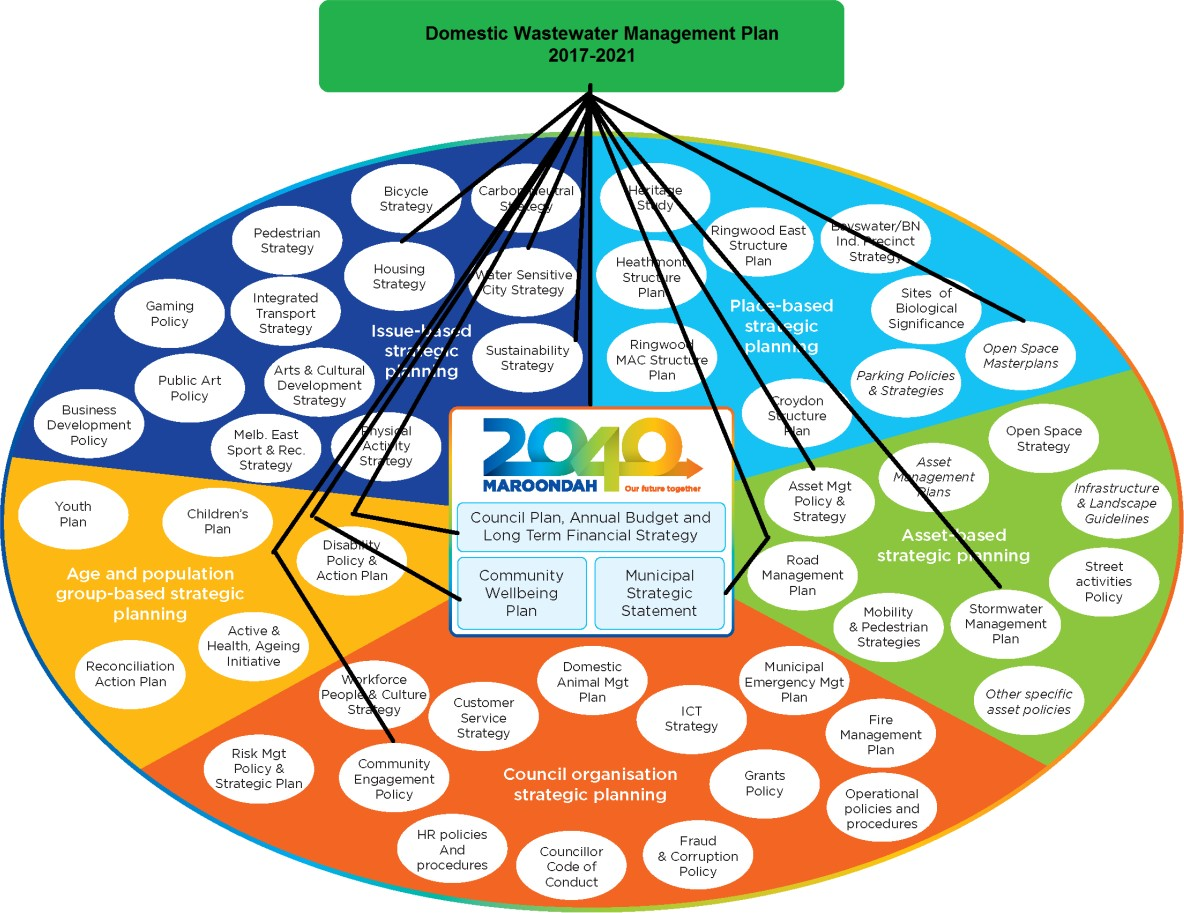 Domestic Wastewater Management Plan
2017-2021
Bicycle
Strategy
Carbon Neutral
Strategy
Pedestrian
Strategy
Housing
Strategy
Water Sensitive
City Strategy
Gaming
Policy
Integrated
Transport
Strategy
Issue-based
strategic
planning
Sustainability
Strategy
Public Art
Policy
Arts & Cultural
Development
Strategy
Business
Development
Policy
Melb. East
Sport & Rec.
Strategy
Physical
Activity
Strategy
Heritage
Study
Ringwood East
Structure
Plan
Bayswater/BN
Ind. Precinct
Strategy
Heathmont
Structure
Plan
Place-based
strategic
planning
Sites of
Biological
Significance
Ringwood
MAC Structure
Plan
Open Space
Masterplans
Parking Policies
& Strategies
Croydon
Structure
Plan
2040
MAROONDAH Our future together
Council Plan, Annual Budget and
Long Term Financial Strategy
Community
Wellbeing
Plan
Municipal
Strategic
Statement
Open Space
Strategy
Asset
Management
Plans
Asset Mgt
Policy &
Strategy
Infrastructure
& Landscape
Guidelines
Asset-based
strategic planning
Road
Management
Plan
Street
activities
Policy
Mobility
& Pedestrian
Strategies
Stormwater
Management
Plan
Other specific
asset policies
Youth
Plan
Children's
Plan
Disability
Policy &
Action Plan
Age and population
group-based strategic
planning
Active &
Health, Ageing
Initiative
Reconciliation
Action Plan
Workforce
People & Culture
Strategy
Customer
Service
Strategy
Domestic
Animal Mgt
Plan
ICT
Strategy
Municipal
Emergency Mgt
Plan
Fire
Management
Plan
Risk Mgt
Policy &
Strategic Plan
Community
Engagement
Policy
Council organisation
strategic planning
Grants
Policy
Operational
policies and
procedures
HR policies
And
procedures
Councillor
Code of
Conduct
Fraud
& Corruption
Policy